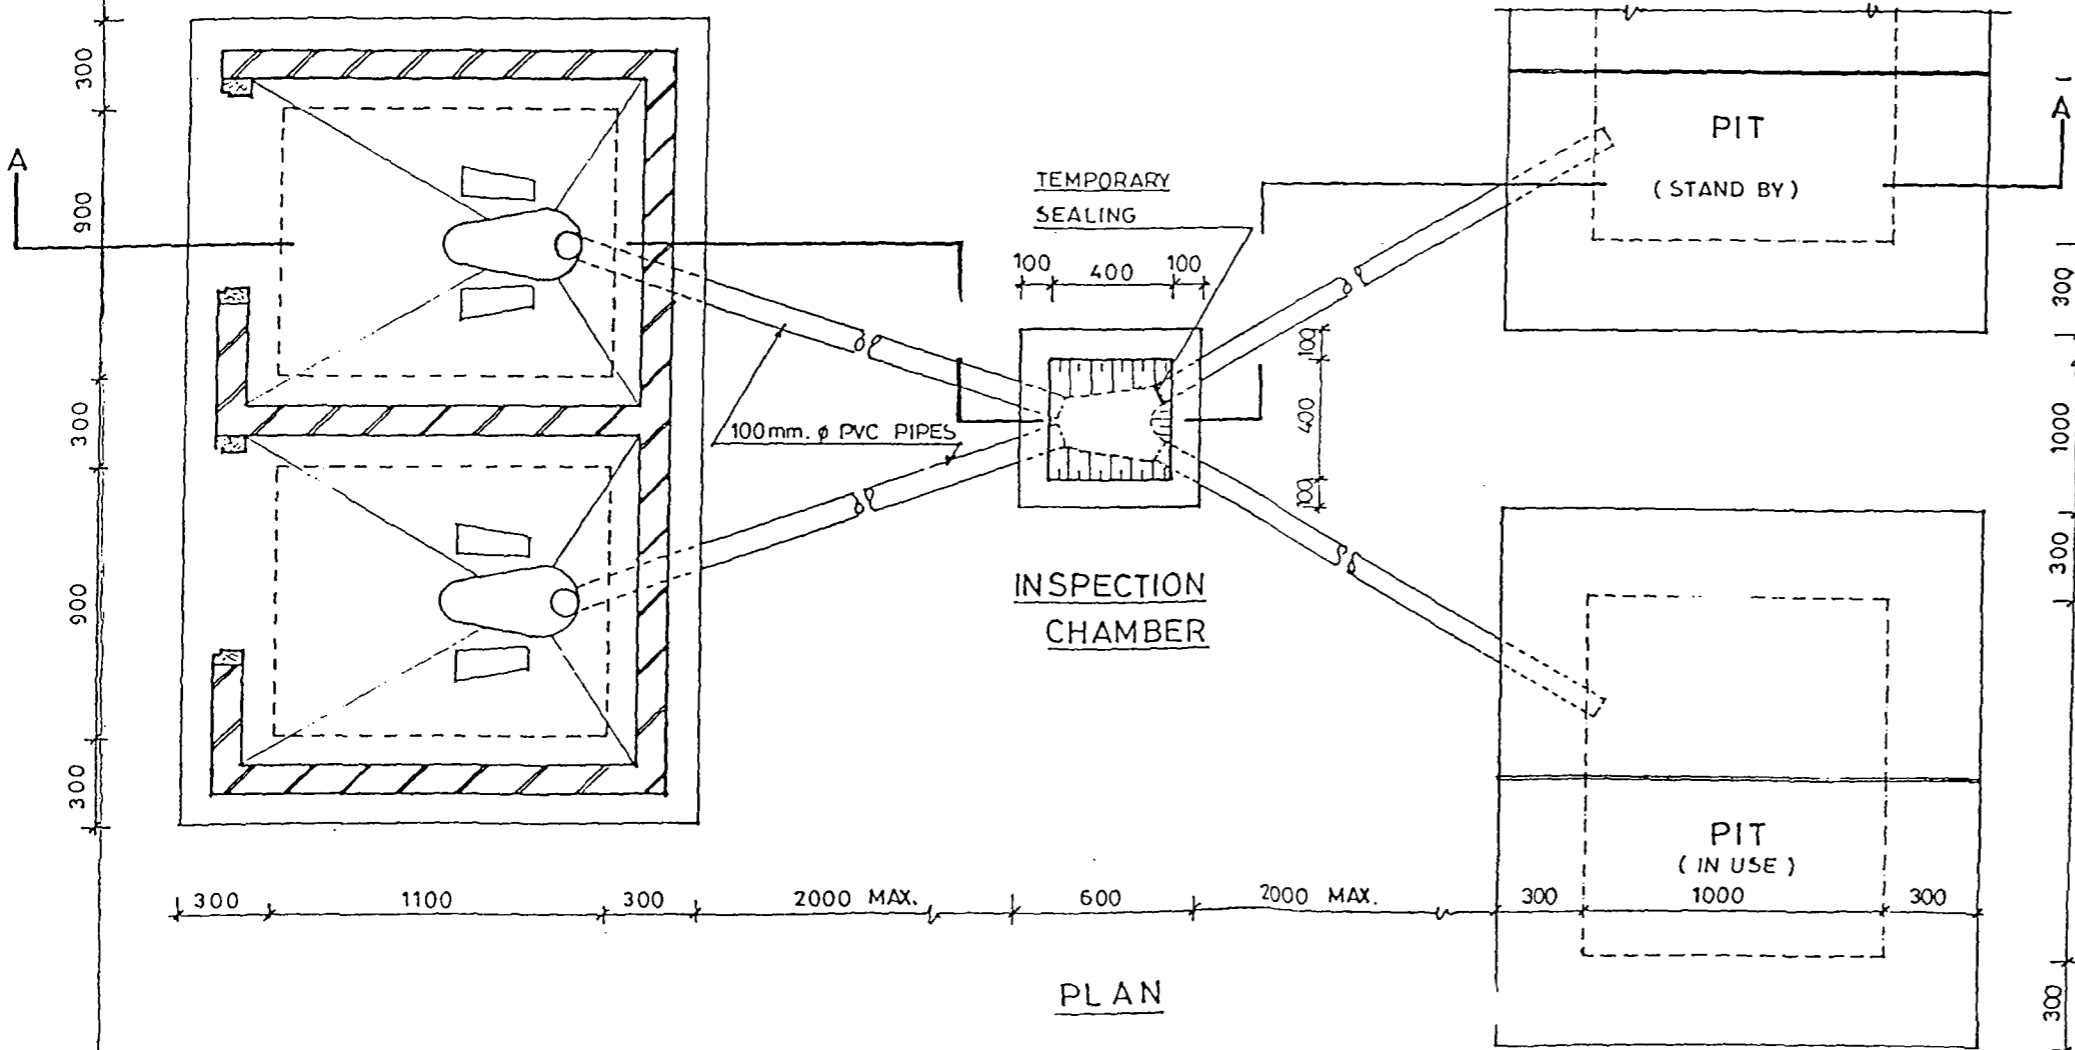 300
900
300
900
300
A
A
PIT
(STAND BY)
TEMPORARY
SEALING
100 400 100
100
400
100
300
1000
300
300
100mm. ø PVC PIPES
INSPECTION
CHAMBER
PIT
(IN USE)
300 1100 300 2000 MAX. 600 2000 MAX. 300 1000 300
PLAN